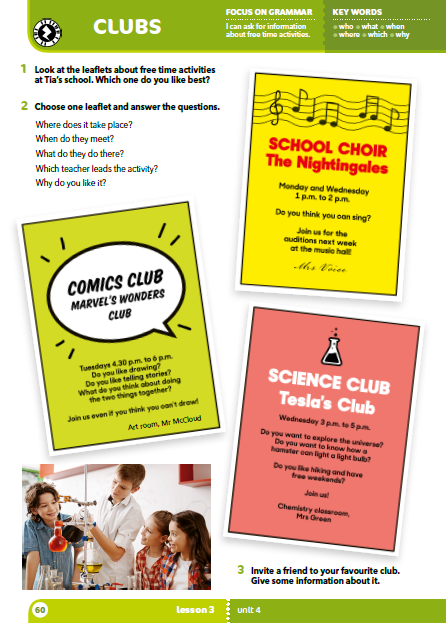 CLUBS
FOCUS ON GRAMMAR
I can ask for information
about free time activities.
KEY WORDS
who what when
where which why
1 Look at the leaflets about free time activities
at Tia's school. Which one do you like best?
2 Choose one leaflet and answer the questions.
Where does it take place?
When do they meet?
What do they do there?
Which teacher leads the activity?
Why do you like it?
SCHOOL CHOIR
The Nightingales
Monday and Wednesday
1 p.m. to 2 p.m.
Do you think you can sing?
Join us for the
auditions next week
at the music hall!
Mrs Voice
COMICS CLUB
MARVEL'S WONDERS
CLUB
Tuesdays 4.30 p.m. to 6 p.m.
Do you like drawing?
Do you like telling stories?
What do you think about doing
the two things together?
Join us even if you think you can't draw!
Art room, Mr McCloud
SCIENCE CLUB
Tesla's Club
Wednesday 3 p.m. to 5 p.m.
Do you want to explore the universe?
Do you want to know how a
hamster can light a light bulb?
Do you like hiking and have
free weekends?
Join us!
Chemistry classroom,
Mrs Green
3 Invite a friend to your favourite club.
Give some information about it.
60
lesson 3
unit 4